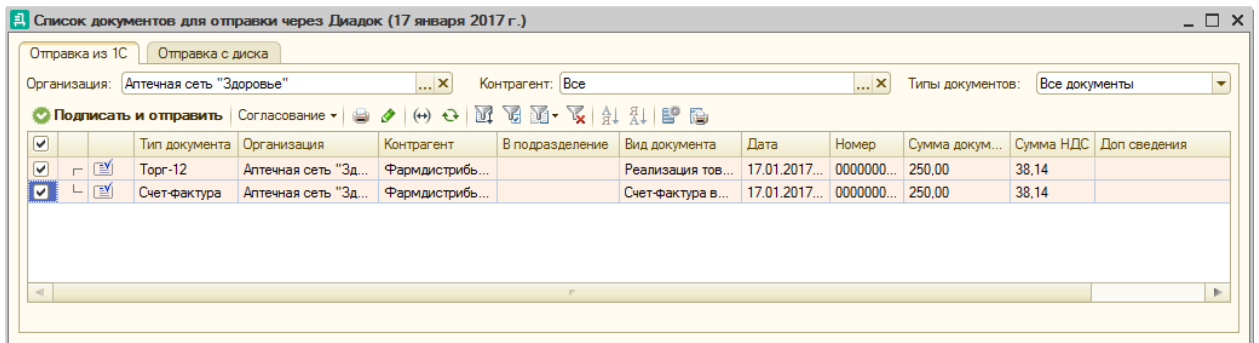 Список документов для отправки через Диадок (17 января 2017 г.)
Отправка из 1С Отправка с диска
Организация: Аптечная сеть "Здоровье" ... Контрагент: Все ... Типы документов: Все документы
Подписать и отправить Согласование
Тип документа Организация Контрагент В подразделение Вид документа Дата Номер Сумма докум... Сумма НДС Доп сведения
Торг-12 Аптечная сеть "Зд... Фармдистрибь... Реализация тов... 17.01.2017... 0000000... 250,00 38,14
Счет-фактура Аптечная сеть "Зд... Фармдистрибь... Счет-фактура в... 17.01.2017... 0000000... 250,00 38,14